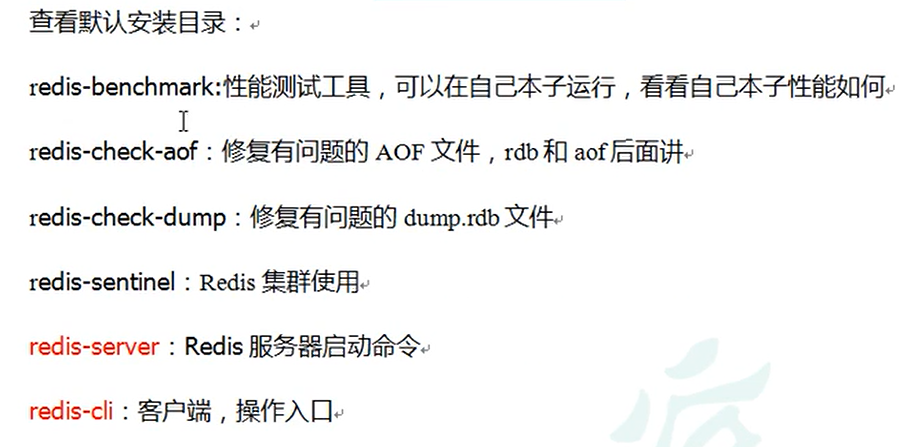 查看默认安装目录：
redis-benchmark:性能测试工具，可以在自己本子运行，看看自己本子性能如何
redis-check-aof：修复有问题的 AOF 文件，rdb 和 aof 后面讲
redis-check-dump：修复有问题的 dump.rdb 文件
redis-sentinel：Redis 集群使用
redis-server：Redis 服务器启动命令
redis-cli：客户端，操作入口